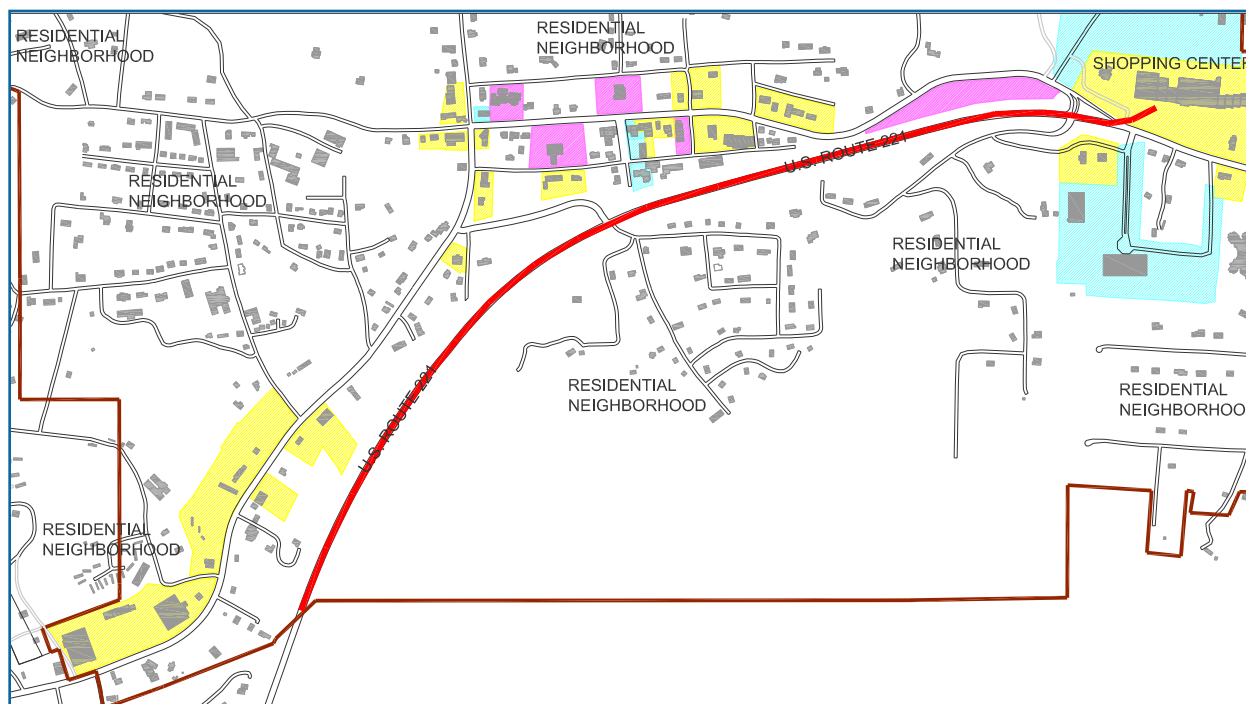 RESIDENTIAL
NEIGHBORHOOD
RESIDENTIAL
NEIGHBORHOOD
SHOPPING CENTER
U.S. ROUTE 221
RESIDENTIAL
NEIGHBORHOOD
RESIDENTIAL
NEIGHBORHOOD
U.S. ROUTE 221
RESIDENTIAL
NEIGHBORHOOD
RESIDENTIAL
NEIGHBORHOO
RESIDENTIAL
NEIGHBORHOOD